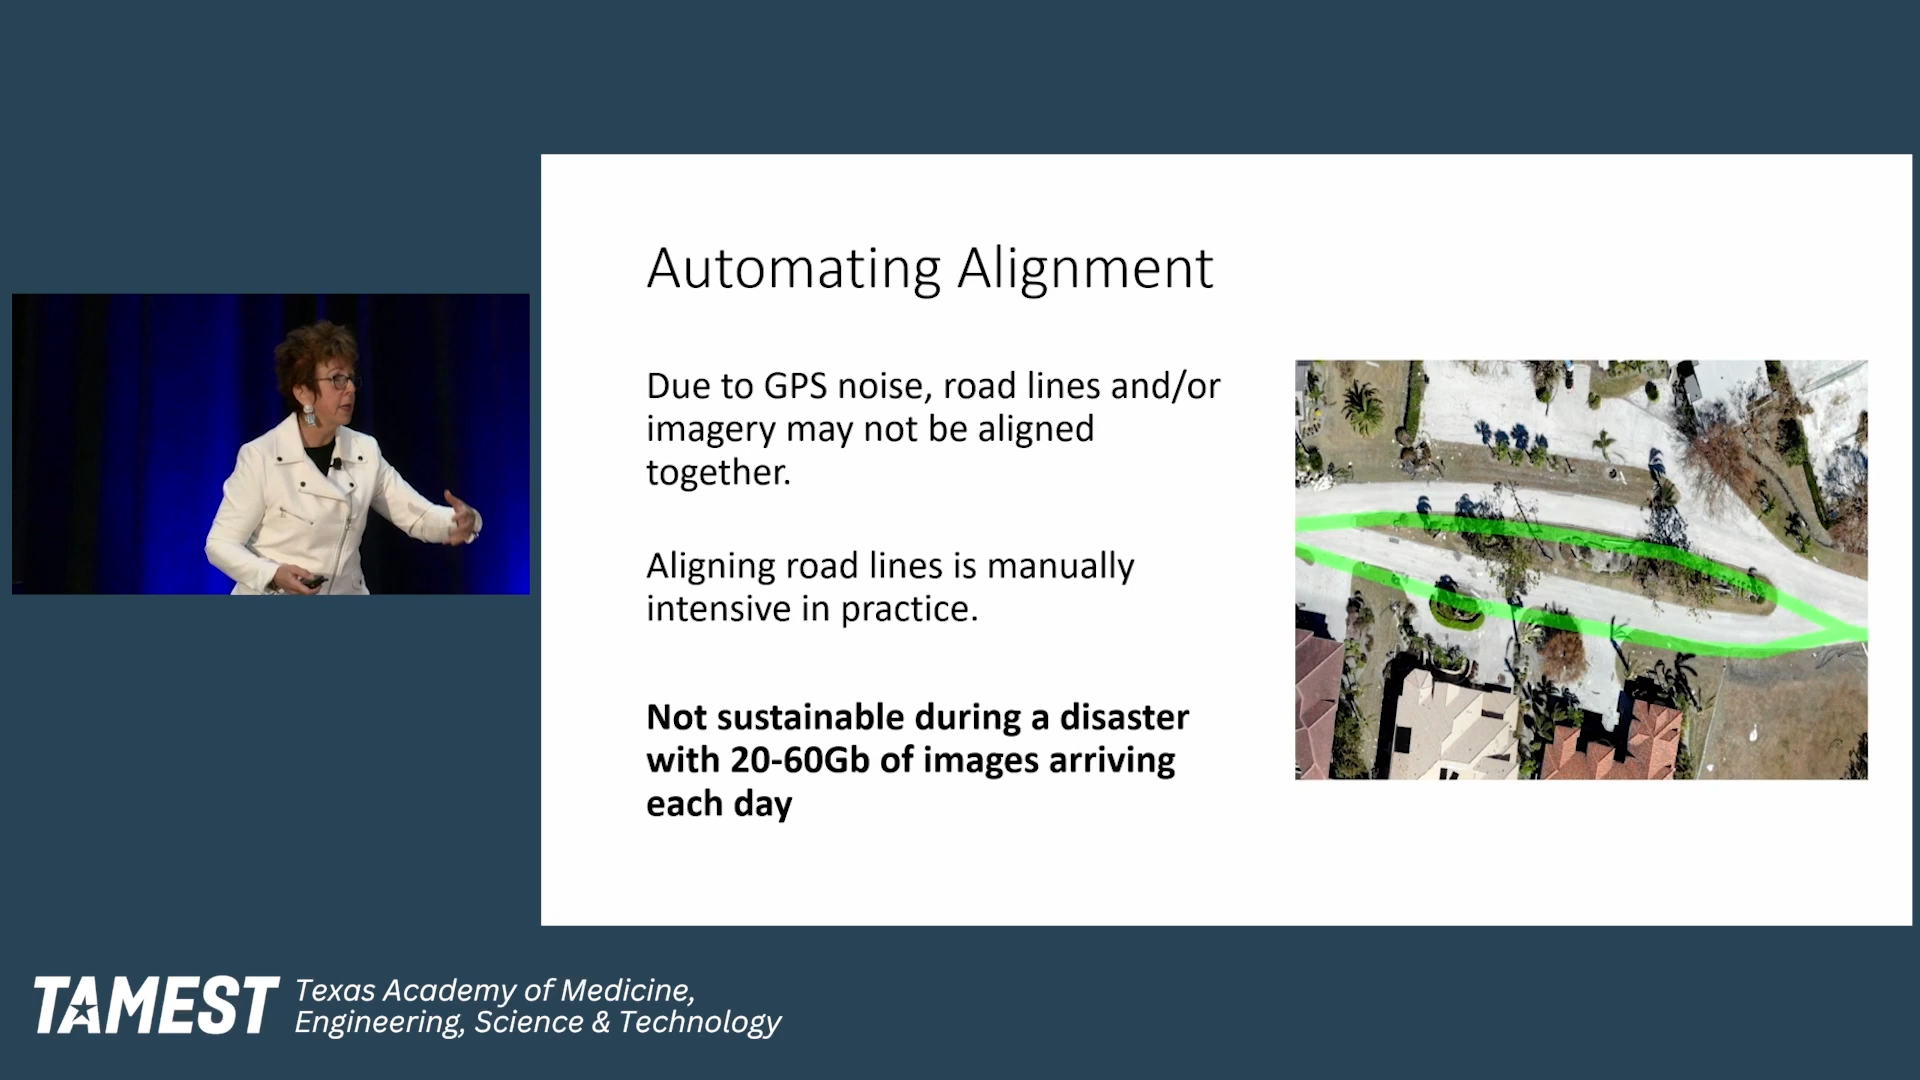 Automating Alignment
Due to GPS noise, road lines and/or
imagery may not be aligned
together.
Aligning road lines is manually
intensive in practice.
Not sustainable during a disaster
with 20-60Gb of images arriving
each day
TAMEST
Texas Academy of Medicine,
Engineering, Science & Technology